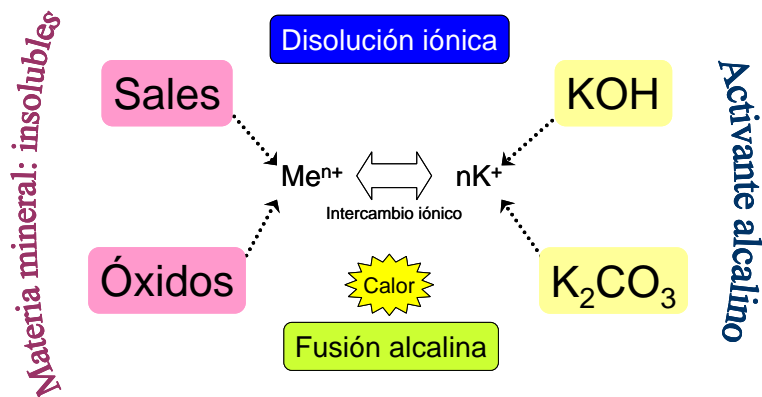 Materia mineral: insolubles
Disolución iónica
Activante alcalino
Sales
KOH
Meⁿ⁺
nK⁺
Intercambio iónico
Óxidos
Calor
K₂CO₃
Fusión alcalina